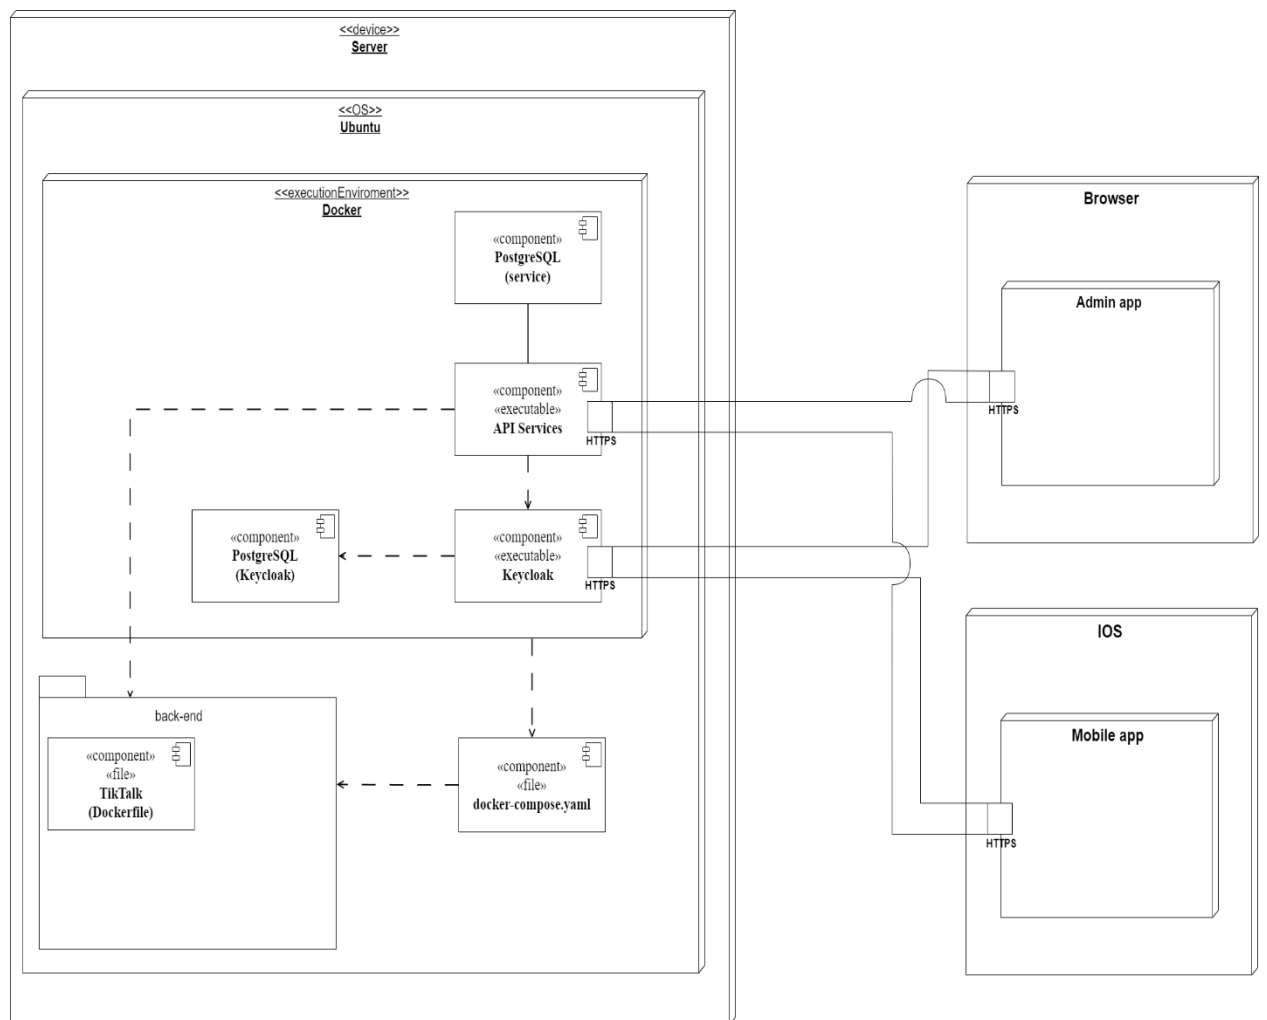 <<device>>
Server
<<OS>>
Ubuntu
<<executionEnviroment>>
Docker
«component»
PostgreSQL
(service)
«component»
«executable»
API Services
HTTPS
«component»
PostgreSQL
(Keycloak)
«component»
«executable»
Keycloak
HTTPS
back-end
«component»
«file»
TikTalk
(Dockerfile)
«component»
«file»
docker-compose.yaml
Browser
Admin app
HTTPS
IOS
Mobile app
HTTPS